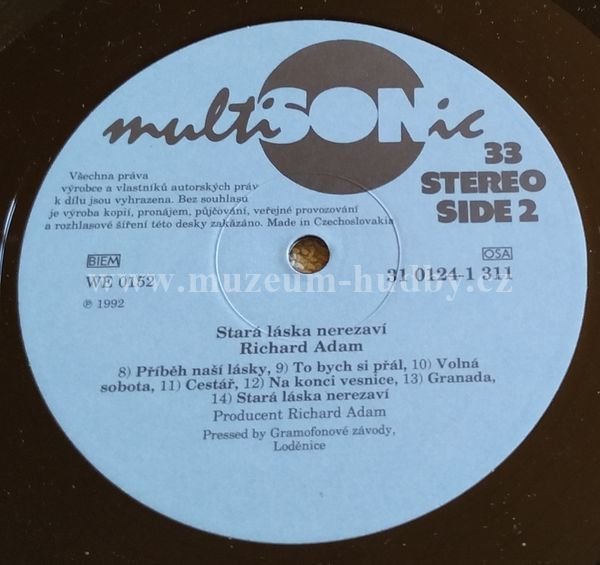 multiSONic
33
STEREO
SIDE 2
Všechna práva
výrobce a vlastníků autorských práv
k dílu jsou vyhrazena. Bez souhlasů
je výroba kopií, pronájem, půjčování, veřejné provozování
a rozhlasové šíření této desky zakázáno. Made in Czechoslovakia
BIEM
OSA
WE 0152
31 0124-1 311
www.muzeum-hudby.cz
℗ 1992
Stará láska nerezaví
Richard Adam
8) Příběh naší lásky, 9) To bych si přál, 10) Volná
sobota, 11) Cestář, 12) Na konci vesnice, 13) Granada,
14) Stará láska nerezaví
Producent Richard Adam
Pressed by Gramofonové závody,
Loděnice